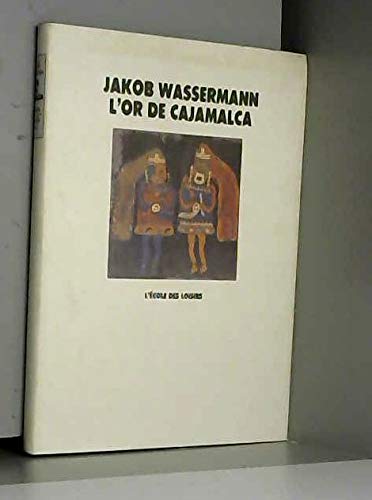 JAKOB WASSERMANN
L'OR DE CAJAMALCA
L'ÉCOLE DES LOISIRS